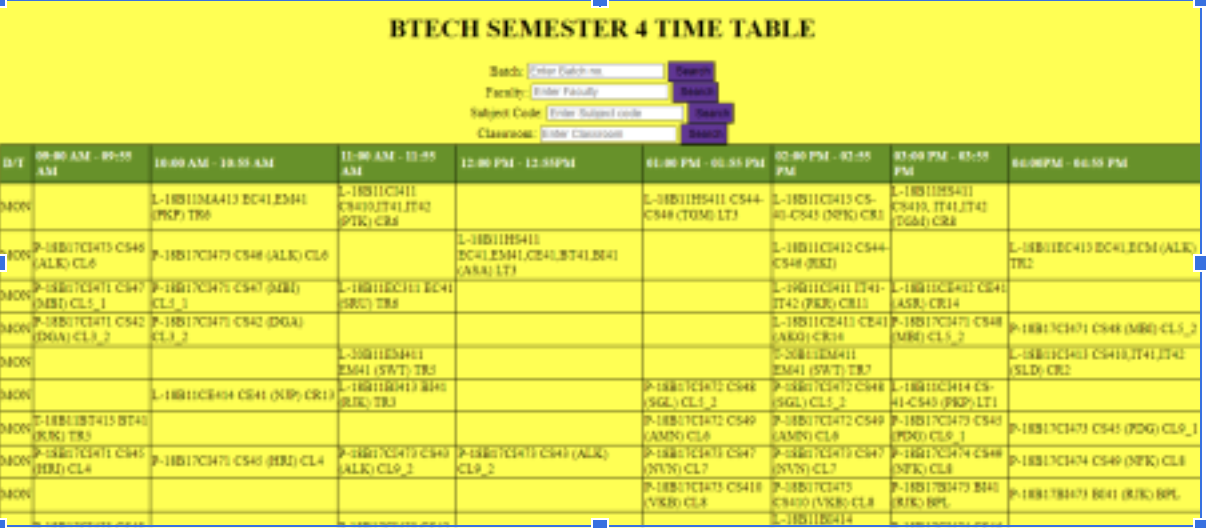 BTECH SEMESTER 4 TIME TABLE
Batch: Enter Batch no. Search
Faculty: Enter Faculty Search
Subject Code: Enter Subject code Search
Classroom: Enter Classroom Search
D/T 09:00 AM - 09:55 AM 10:00 AM - 10:55 AM 11:00 AM - 11:55 AM 12:00 PM - 12:55PM 01:00 PM - 01:55 PM 02:00 PM - 02:55 PM 03:00 PM - 03:55 PM 04:00PM - 04:55 PM
MON L-18B11MA413 EC41,EM41 (PKP) TR6 L-18B11CI411 CS410,IT41,IT42 (PTK) CR6 L-18B11HS411 CS44-CS46 (TGM) LT3 L-18B11CI413 CS-41-CS43 (NFK) CR1 L-18B11HS411 CS410, IT41,IT42 (TGM) CR8
MON P-18B17CI473 CS46 (ALK) CL6 P-18B17CI473 CS46 (ALK) CL6 L-18B11HS411 EC41,EM41,CE41,BT41,BI41 (ASA) LT3 L-18B11CI412 CS44-CS46 (RKI) L-18B11EC413 EC41,ECM (ALK) TR2
MON P-18B17CI471 CS47 (MBI) CL5_1 P-18B17CI471 CS47 (MBI) CL5_1 L-18B11EC311 EC41 (SRU) TR6 L-19B11CI411 IT41-IT42 (PKR) CR11 L-18B11CE412 CE41 (ASR) CR14
MON P-18B17CI471 CS42 (DGA) CL3_2 P-18B17CI471 CS42 (DGA) CL3_2 L-18B11CE411 CE41 (AKG) CR14 P-18B17CI471 CS48 (MBI) CL5_2 P-18B17CI471 CS48 (MBI) CL5_2
MON L-20B11EM411 EM41 (SWT) TR5 T-20B11EM411 EM41 (SWT) TR7 L-18B11CI413 CS410,IT41,IT42 (SLD) CR2
MON L-18B11CE414 CE41 (NJP) CR13 L-18B11BI413 BI41 (RJK) TR3 P-18B17CI472 CS48 (SGL) CL5_2 P-18B17CI472 CS48 (SGL) CL5_2 L-18B11CI414 CS-41-CS43 (PKP) LT1
MON T-18B11BT413 BT41 (RJK) TR5 P-18B17CI472 CS49 (AMN) CL6 P-18B17CI472 CS49 (AMN) CL6 P-18B17CI473 CS45 (PDG) CL9_1 P-18B17CI473 CS45 (PDG) CL9_1
MON P-18B17CI471 CS45 (HRI) CL4 P-18B17CI471 CS45 (HRI) CL4 P-18B17CI473 CS43 (ALK) CL9_2 P-18B17CI473 CS43 (ALK) CL9_2 P-18B17CI473 CS47 (NVN) CL7 P-18B17CI473 CS47 (NVN) CL7 P-18B17CI474 CS49 (NFK) CL8 P-18B17CI474 CS49 (NFK) CL8
MON P-18B17CI473 CS410 (VKB) CL8 P-18B17CI473 CS410 (VKB) CL8 P-18B17BI473 BI41 (RJK) BPL P-18B17BI473 BI41 (RJK) BPL
L-18B11BI414